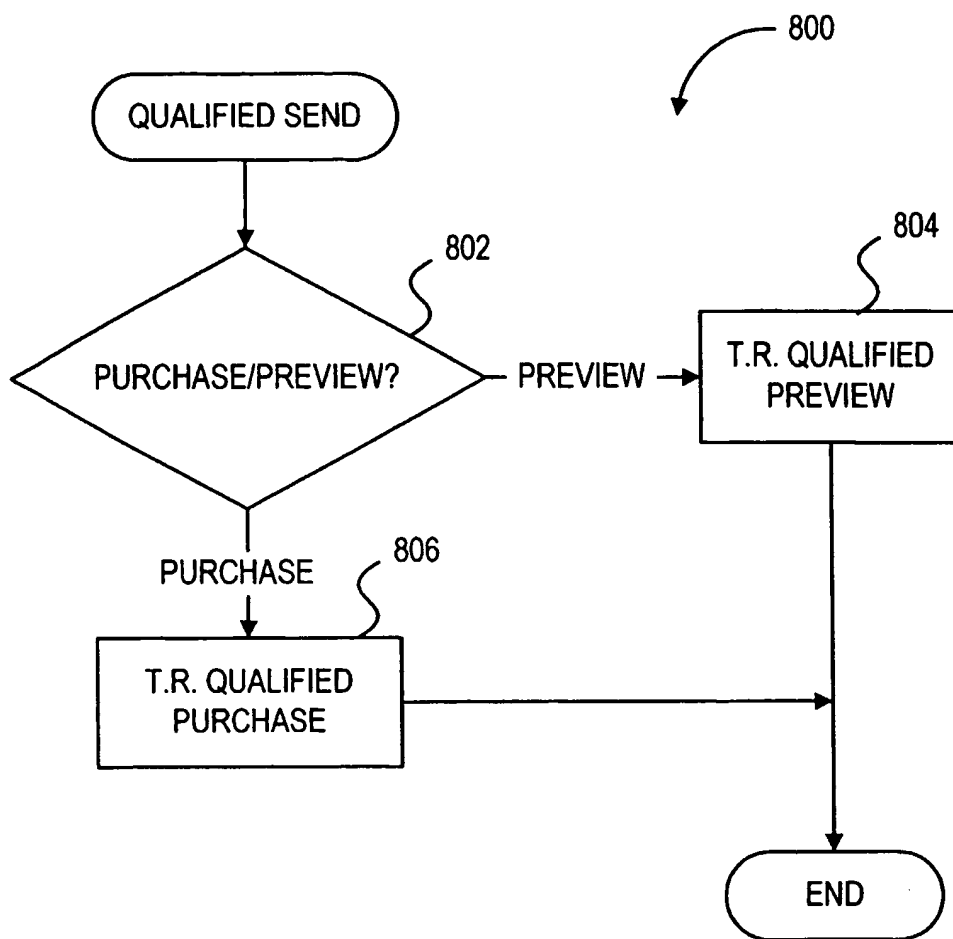 800
QUALIFIED SEND
802
804
PURCHASE/PREVIEW?
PREVIEW
T.R. QUALIFIED
PREVIEW
PURCHASE
806
T.R. QUALIFIED
PURCHASE
END